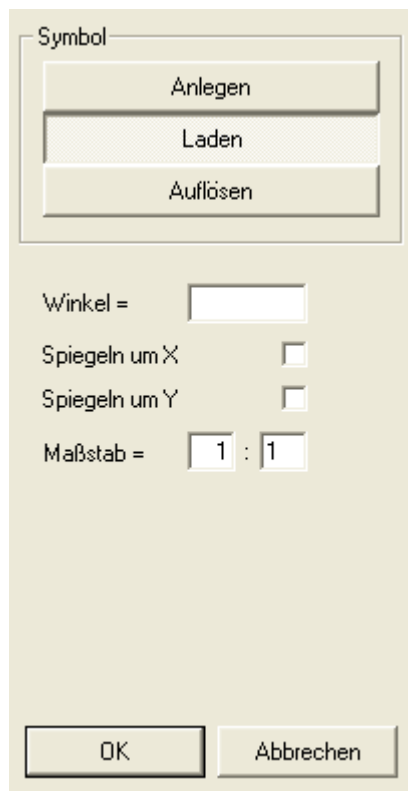 Symbol
Anlegen
Laden
Auflösen
Winkel =
Spiegeln um X
Spiegeln um Y
Maßstab = 1 : 1
OK Abbrechen